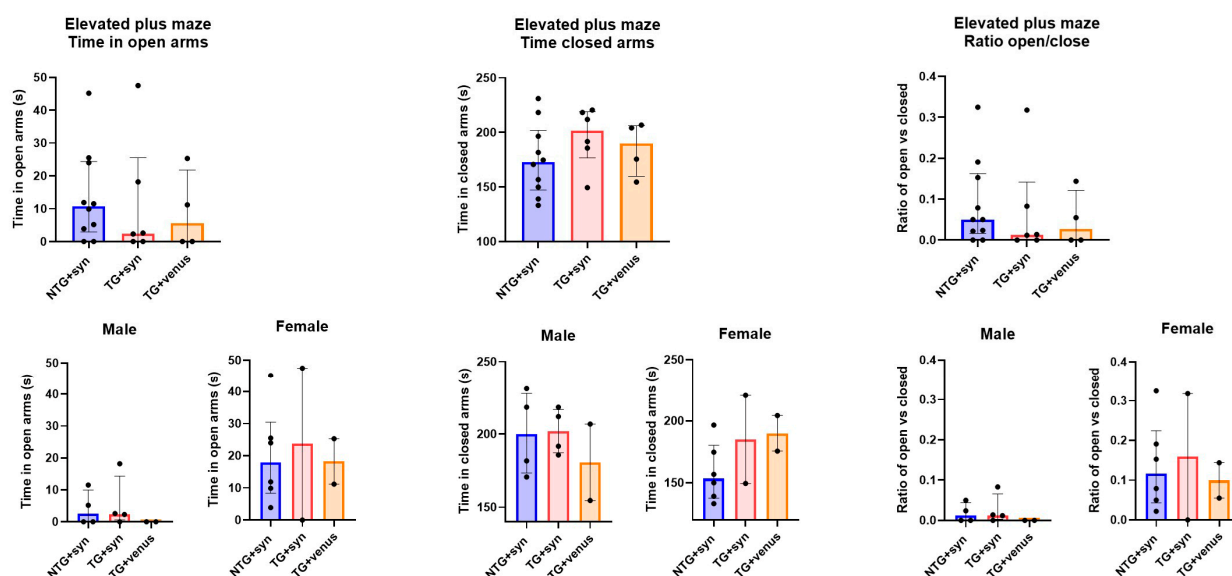 Elevated plus maze
Time in open arms
Time in open arms (s)
50
40
30
20
10
0
NTG+syn
TG+syn
TG+venus
Elevated plus maze
Time closed arms
Time in closed arms (s)
250
200
150
100
NTG+syn
TG+syn
TG+venus
Elevated plus maze
Ratio open/close
Ratio of open vs closed
0.4
0.3
0.2
0.1
0.0
NTG+syn
TG+syn
TG+venus
Male
Time in open arms (s)
50
40
30
20
10
0
NTG+syn
TG+syn
TG+venus
Female
Time in open arms (s)
50
40
30
20
10
0
NTG+syn
TG+syn
TG+venus
Male
Time in closed arms (s)
250
200
150
NTG+syn
TG+syn
TG+venus
Female
Time in closed arms (s)
250
200
150
NTG+syn
TG+syn
TG+venus
Male
Ratio of open vs closed
0.4
0.3
0.2
0.1
0.0
NTG+syn
TG+syn
TG+venus
Female
Ratio of open vs closed
0.4
0.3
0.2
0.1
0.0
NTG+syn
TG+syn
TG+venus